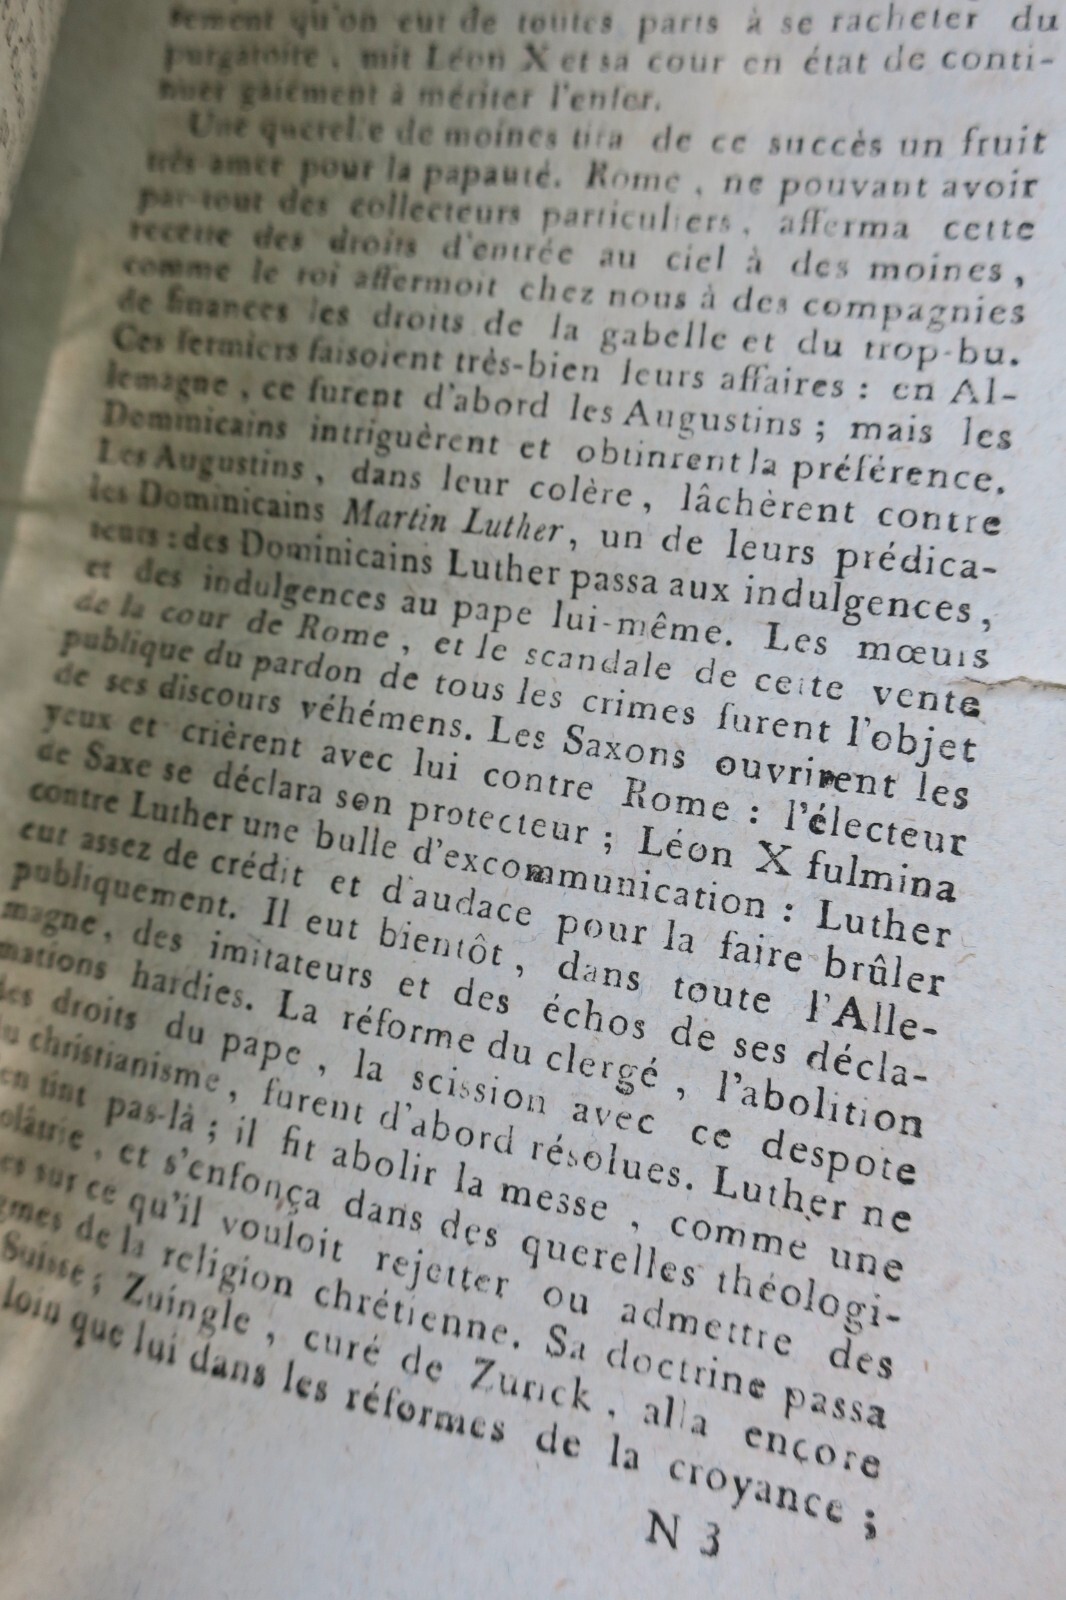 sement qu'on eut de toutes parts à se racheter du
purgatoire, mit Léon X et sa cour en état de conti-
nuer gaiement à mériter l'enfer.
Une querelle de moines tira de ce succès un fruit
très amer pour la papauté. Rome, ne pouvant avoir
par-tout des collecteurs particuliers, afferma cette
recette des droits d'entrée au ciel à des moines,
comme le roi affermoit chez nous à des compagnies
de finances les droits de la gabelle et du trop-bu.
Ces fermiers faisoient très-bien leurs affaires : en Al-
lemagne, ce furent d'abord les Augustins ; mais les
Dominicains intriguèrent et obtinrent la préférence.
Les Augustins, dans leur colère, lâchèrent contre
les Dominicains Martin Luther, un de leurs prédica-
teurs : des Dominicains Luther passa aux indulgences,
et des indulgences au pape lui-même. Les mœurs
de la cour de Rome, et le scandale de cette vente
publique du pardon de tous les crimes furent l'objet
de ses discours véhémens. Les Saxons ouvrirent les
yeux et crièrent avec lui contre Rome : l'électeur
de Saxe se déclara son protecteur ; Léon X fulmina
contre Luther une bulle d'excommunication : Luther
eut assez de crédit et d'audace pour la faire brûler
publiquement. Il eut bientôt, dans toute l'Alle-
magne, des imitateurs et des échos de ses décla-
mations hardies. La réforme du clergé, l'abolition
des droits du pape, la scission avec ce despote
du christianisme, furent d'abord résolues. Luther ne
s'en tint pas-là ; il fit abolir la messe, comme une
idolâtrie, et s'enfonça dans des querelles théologi-
ques sur ce qu'il vouloit rejetter ou admettre des
dogmes de la religion chrétienne. Sa doctrine passa
Suisse ; Zuingle, curé de Zurick, alla encore
loin que lui dans les réformes de la croyance ;
N 3